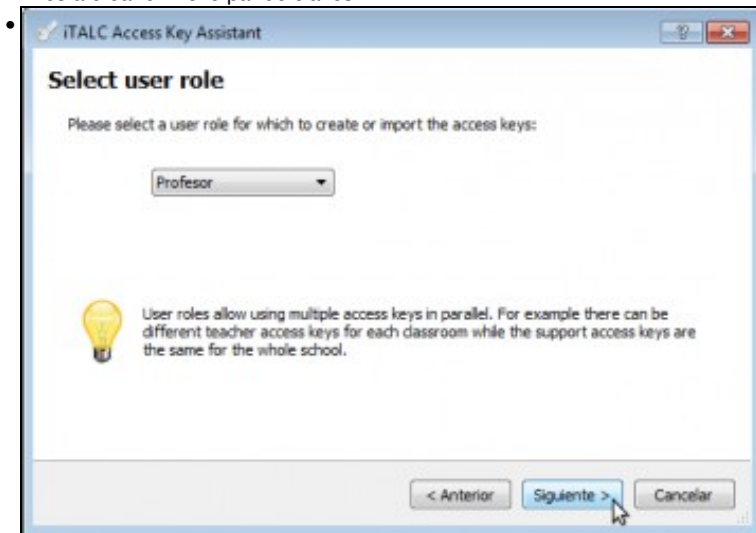 iTALC Access Key Assistant
Select user role
Please select a user role for which to create or import the access keys:
Profesor
User roles allow using multiple access keys in parallel. For example there can be
different teacher access keys for each classroom while the support access keys are
the same for the whole school.
< Anterior
Siguiente >
Cancelar